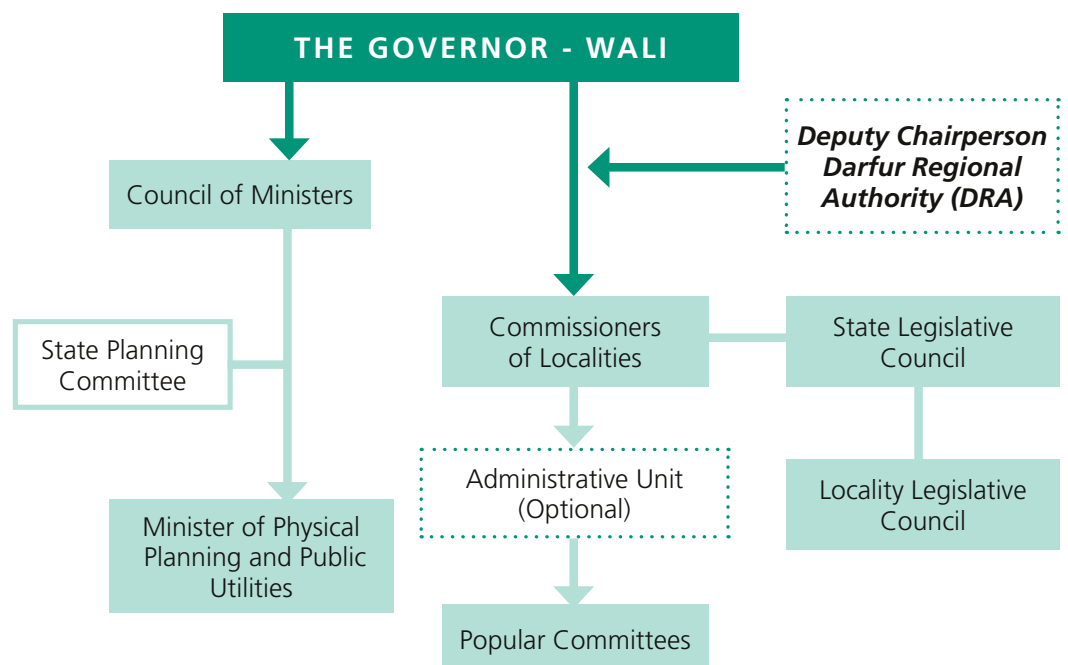 THE GOVERNOR - WALI
Deputy Chairperson
Darfur Regional
Authority (DRA)
Council of Ministers
State Planning
Committee
Commissioners
of Localities
State Legislative
Council
Administrative Unit
(Optional)
Locality Legislative
Council
Minister of Physical
Planning and Public
Utilities
Popular Committees